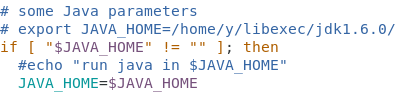 # some Java parameters
# export JAVA_HOME=/home/y/libexec/jdk1.6.0/
if [ "$JAVA_HOME" != "" ]; then
  #echo "run java in $JAVA_HOME"
  JAVA_HOME=$JAVA_HOME